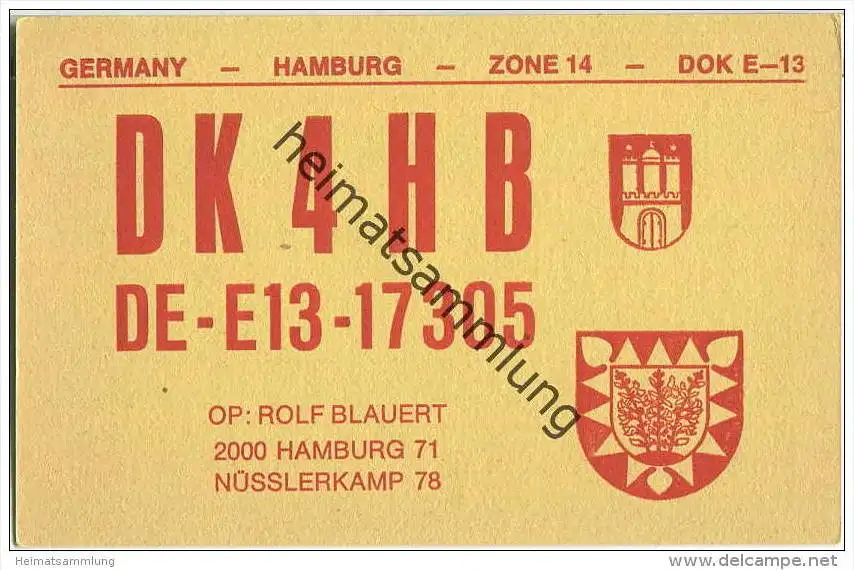 GERMANY — HAMBURG — ZONE 14 — DOK E—13
DK4HB
DE-E13-17305
OP: ROLF BLAUERT
2000 HAMBURG 71
NÜSSLERKAMP 78
heimatsammlung
Heimatsammlung
www.delcampe.net